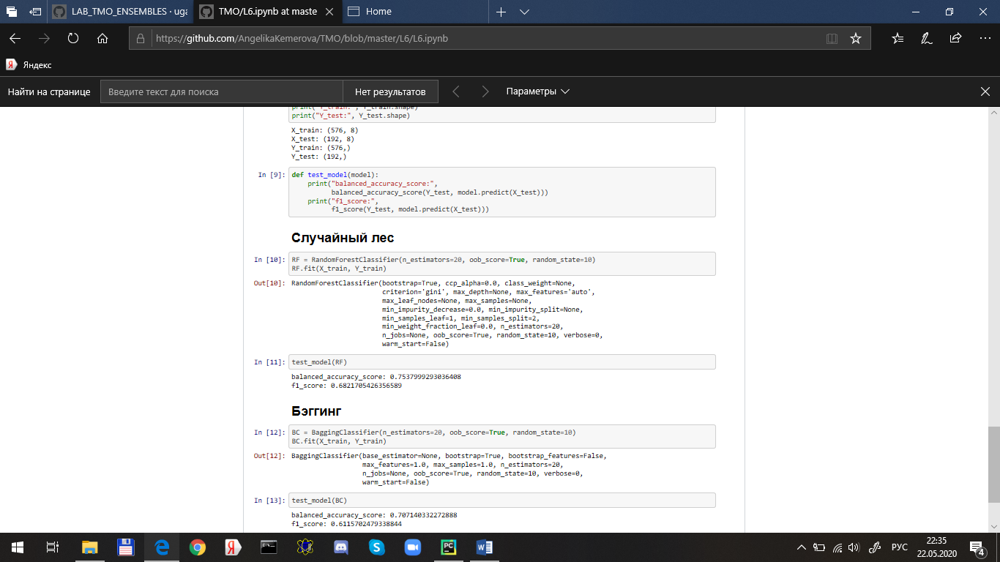 LAB_TMO_ENSEMBLES · uga
TMO/L6.ipynb at maste
Home
https://github.com/AngelikaKemerova/TMO/blob/master/L6/L6.ipynb
Яндекс
Найти на странице
Введите текст для поиска
Нет результатов
Параметры
print("Y_train:", Y_train.shape)
print("Y_test:", Y_test.shape)
X_train: (576, 8)
X_test: (192, 8)
Y_train: (576,)
Y_test: (192,)
In [9]: def test_model(model):
print("balanced_accuracy_score:",
balanced_accuracy_score(Y_test, model.predict(X_test)))
print("f1_score:",
f1_score(Y_test, model.predict(X_test)))
Случайный лес
In [10]: RF = RandomForestClassifier(n_estimators=20, oob_score=True, random_state=10)
RF.fit(X_train, Y_train)
Out[10]: RandomForestClassifier(bootstrap=True, ccp_alpha=0.0, class_weight=None,
criterion='gini', max_depth=None, max_features='auto',
max_leaf_nodes=None, max_samples=None,
min_impurity_decrease=0.0, min_impurity_split=None,
min_samples_leaf=1, min_samples_split=2,
min_weight_fraction_leaf=0.0, n_estimators=20,
n_jobs=None, oob_score=True, random_state=10, verbose=0,
warm_start=False)
In [11]: test_model(RF)
balanced_accuracy_score: 0.7537999293036408
f1_score: 0.6821705426356589
Бэггинг
In [12]: BC = BaggingClassifier(n_estimators=20, oob_score=True, random_state=10)
BC.fit(X_train, Y_train)
Out[12]: BaggingClassifier(base_estimator=None, bootstrap=True, bootstrap_features=False,
max_features=1.0, max_samples=1.0, n_estimators=20,
n_jobs=None, oob_score=True, random_state=10, verbose=0,
warm_start=False)
In [13]: test_model(BC)
balanced_accuracy_score: 0.707140332272888
f1_score: 0.6115702479338844
РУС
22:35
22.05.2020
4